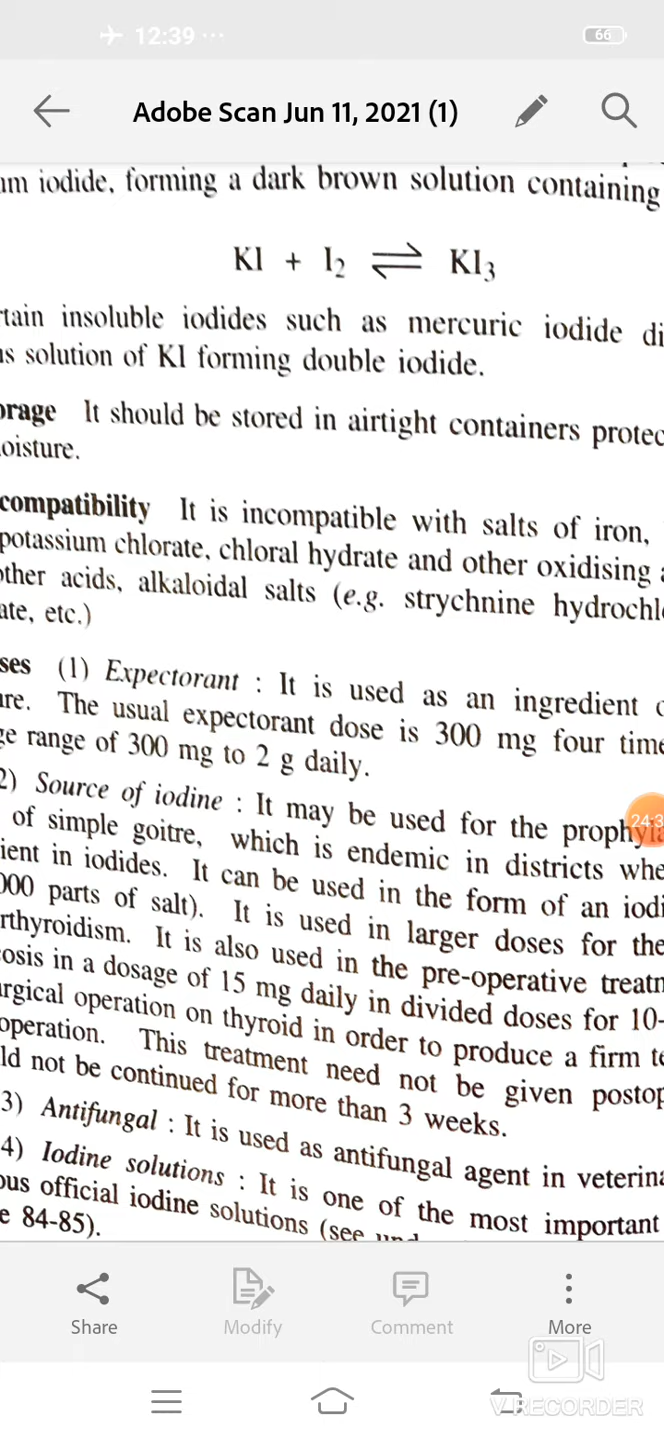 12:39 ...
66
Adobe Scan Jun 11, 2021 (1)
um iodide, forming a dark brown solution containing
KI + I2 ⇌ KI3
rtain insoluble iodides such as mercuric iodide di
us solution of KI forming double iodide.
orage It should be stored in airtight containers protec
oisture.
compatibility It is incompatible with salts of iron,
potassium chlorate, chloral hydrate and other oxidising a
other acids, alkaloidal salts (e.g. strychnine hydrochl
ate, etc.)
ses (1) Expectorant : It is used as an ingredient
ure. The usual expectorant dose is 300 mg four time
ge range of 300 mg to 2 g daily.
2) Source of iodine : It may be used for the prophyla
of simple goitre, which is endemic in districts whe
ient in iodides. It can be used in the form of an iodi
000 parts of salt). It is used in larger doses for the
rthyroidism. It is also used in the pre-operative treatm
osis in a dosage of 15 mg daily in divided doses for 10-
urgical operation on thyroid in order to produce a firm te
operation. This treatment need not be given postop
ld not be continued for more than 3 weeks.
3) Antifungal : It is used as antifungal agent in veterina
4) Iodine solutions : It is one of the most important
ous official iodine solutions (see und
e 84-85).
24:3
Share Modify Comment More
V RECORDER